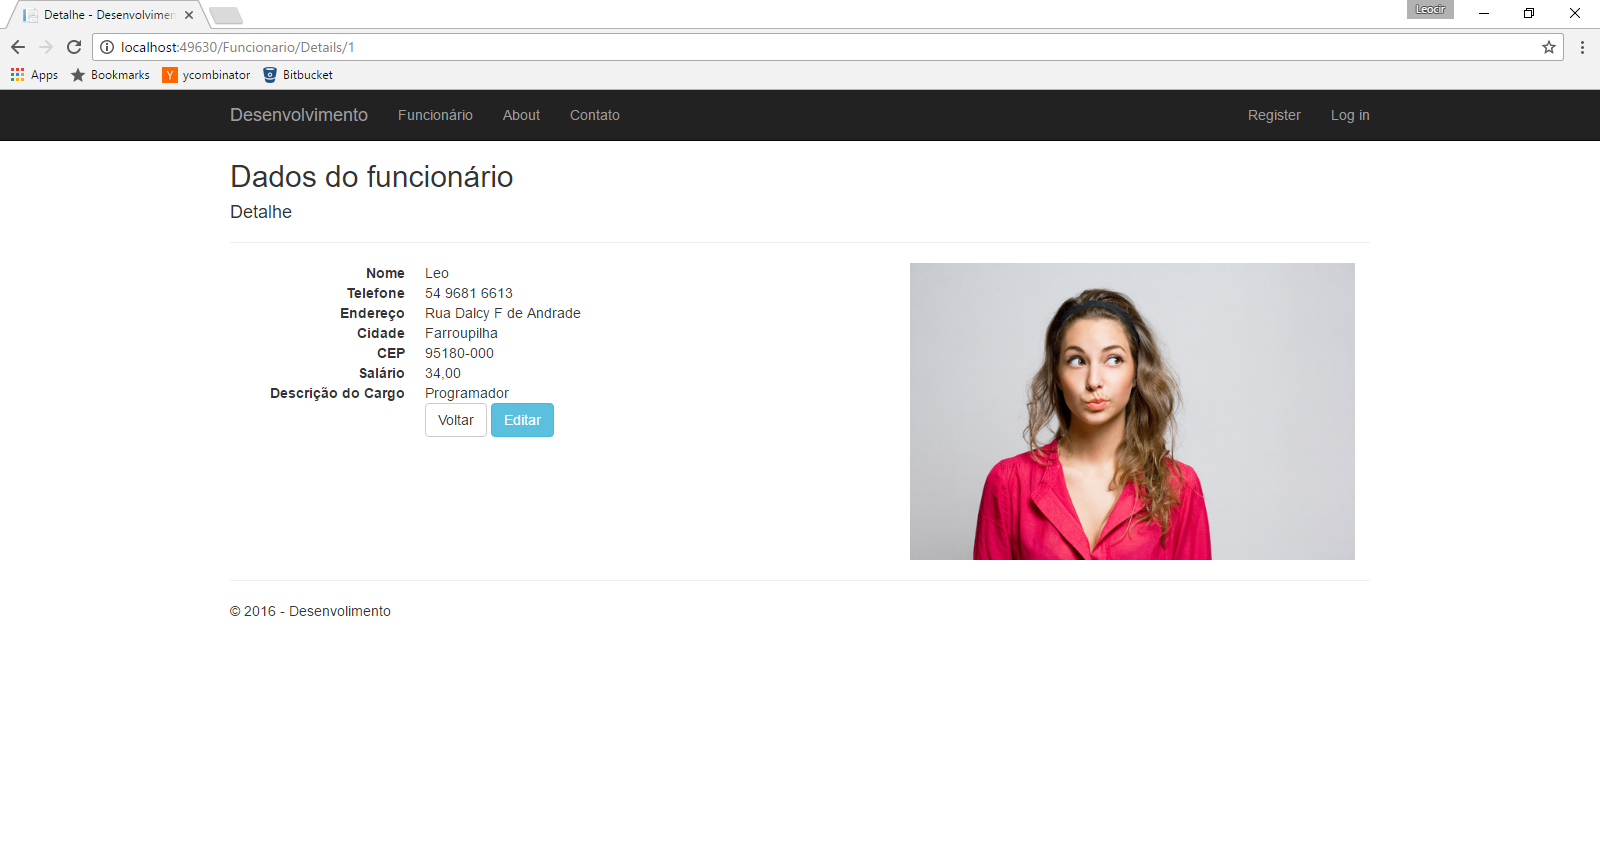 Detalhe - Desenvolvimen
Leocir
localhost:49630/Funcionario/Details/1
Apps Bookmarks Y ycombinator Bitbucket
Desenvolvimento Funcionário About Contato Register Log in
Dados do funcionário
Detalhe
Nome Leo
Telefone 54 9681 6613
Endereço Rua Dalcy F de Andrade
Cidade Farroupilha
CEP 95180-000
Salário 34,00
Descrição do Cargo Programador
Voltar Editar
© 2016 - Desenvolimento